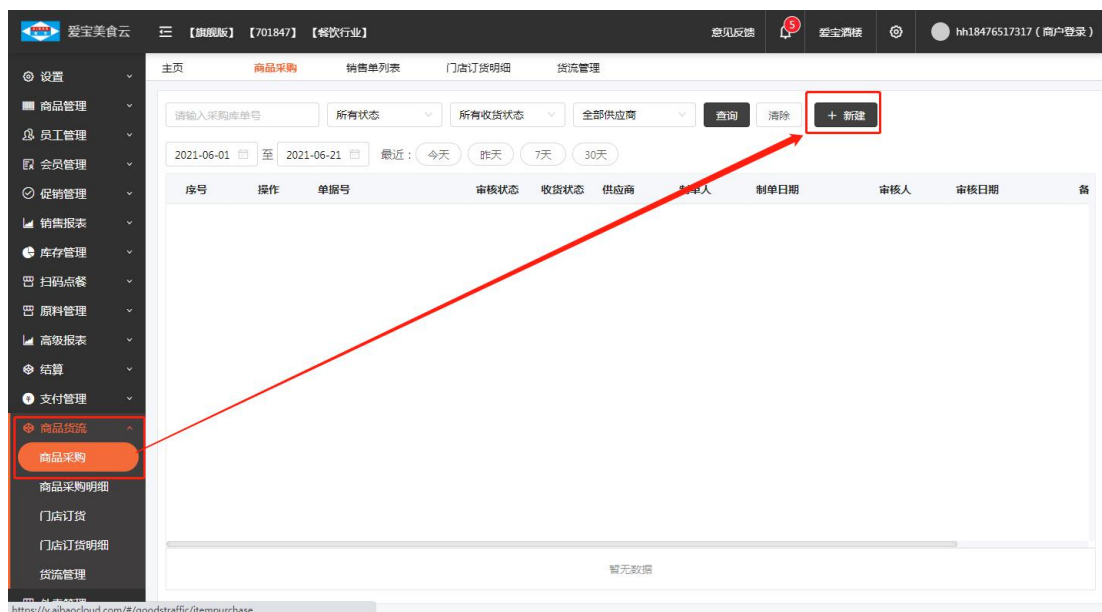 爱宝美食云
【旗舰版】 【701847】 【餐饮行业】
意见反馈
5
爱宝酒楼
hh18476517317 ( 商户登录 )
设置
商品管理
员工管理
会员管理
促销管理
销售报表
库存管理
扫码点餐
原料管理
高级报表
结算
支付管理
商品货流
商品采购
商品采购明细
门店订货
门店订货明细
货流管理
主页 商品采购 销售单列表 门店订货明细 货流管理
请输入采购库单号 所有状态 所有收货状态 全部供应商 查询 清除 + 新建
2021-06-01 至 2021-06-21 最近： 今天 昨天 7天 30天
序号 操作 单据号 审核状态 收货状态 供应商 制单人 制单日期 审核人 审核日期 备
暂无数据
https://v.aibaocloud.com/#/goodstraffic/itempurchase